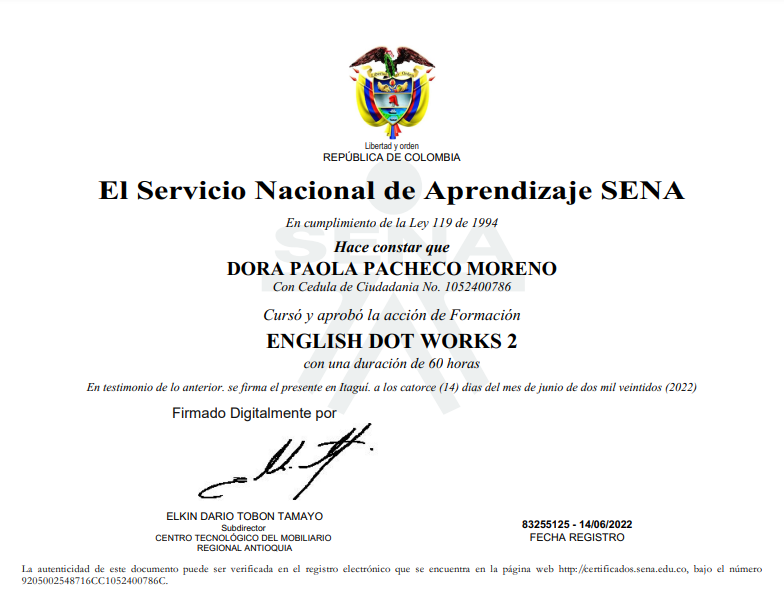 Libertad y orden
REPÚBLICA DE COLOMBIA
El Servicio Nacional de Aprendizaje SENA
En cumplimiento de la Ley 119 de 1994
SENA
Hace constar que
DORA PAOLA PACHECO MORENO
Con Cedula de Ciudadania No. 1052400786
Cursó y aprobó la acción de Formación
ENGLISH DOT WORKS 2
con una duración de 60 horas
En testimonio de lo anterior. se firma el presente en Itaguí. a los catorce (14) dias del mes de junio de dos mil veintidos (2022)
Firmado Digitalmente por
ELKIN DARIO TOBON TAMAYO
Subdirector
CENTRO TECNOLÓGICO DEL MOBILIARIO
REGIONAL ANTIOQUIA
83255125 - 14/06/2022
FECHA REGISTRO
La autenticidad de este documento puede ser verificada en el registro electrónico que se encuentra en la página web http://certificados.sena.edu.co, bajo el número
9205002548716CC1052400786C.